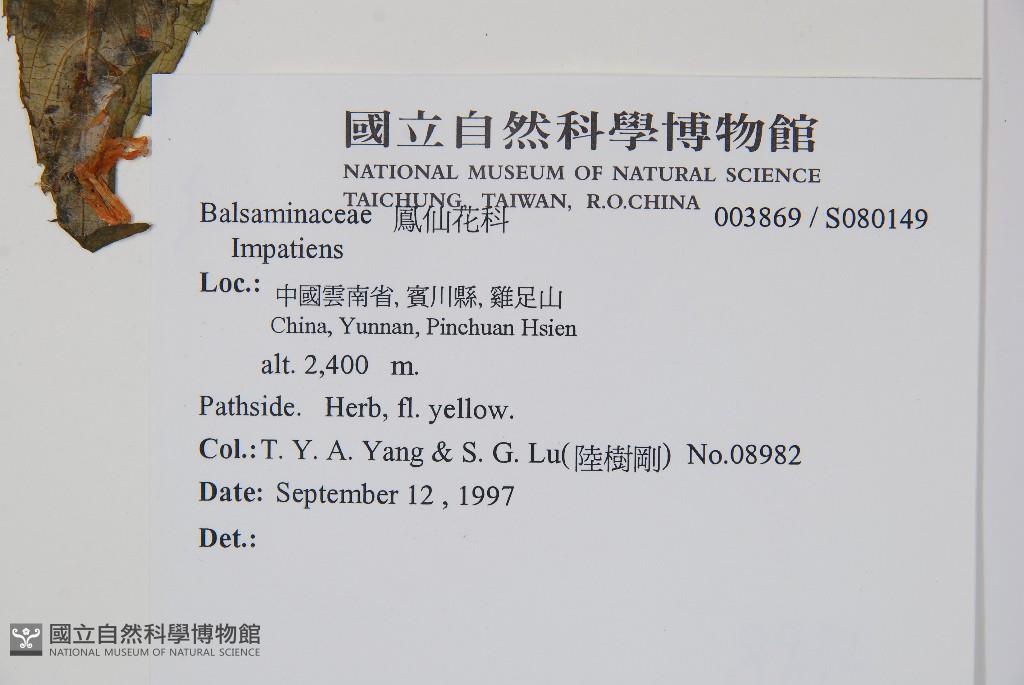 國立自然科學博物館
NATIONAL MUSEUM OF NATURAL SCIENCE
TAICHUNG, TAIWAN, R.O.CHINA
Balsaminaceae 鳳仙花科 003869 / S080149
Impatiens
Loc.: 中國雲南省, 賓川縣, 雞足山
China, Yunnan, Pinchuan Hsien
alt. 2,400 m.
Pathside. Herb, fl. yellow.
Col.: T. Y. A. Yang & S. G. Lu(陸樹剛) No.08982
Date: September 12 , 1997
Det.:
國立自然科學博物館
NATIONAL MUSEUM OF NATURAL SCIENCE